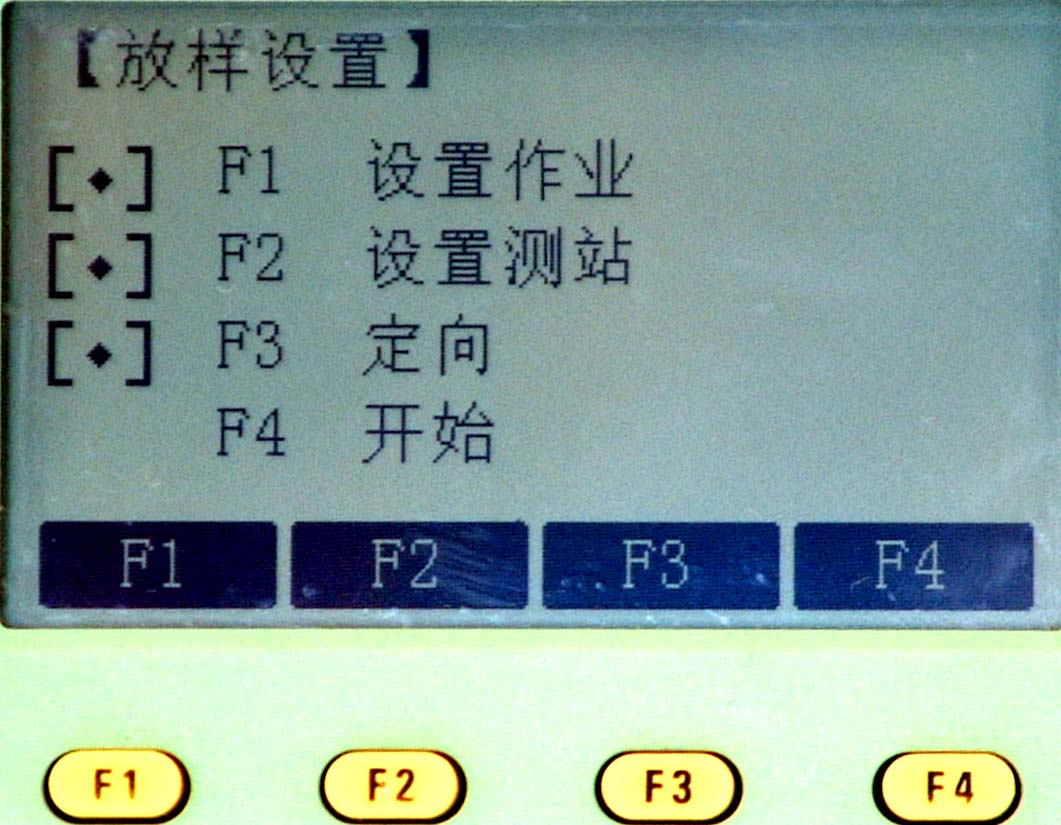 【放样设置】
[◆] F1 设置作业
[◆] F2 设置测站
[◆] F3 定向
F4 开始
F1 F2 F3 F4
F1 F2 F3 F4